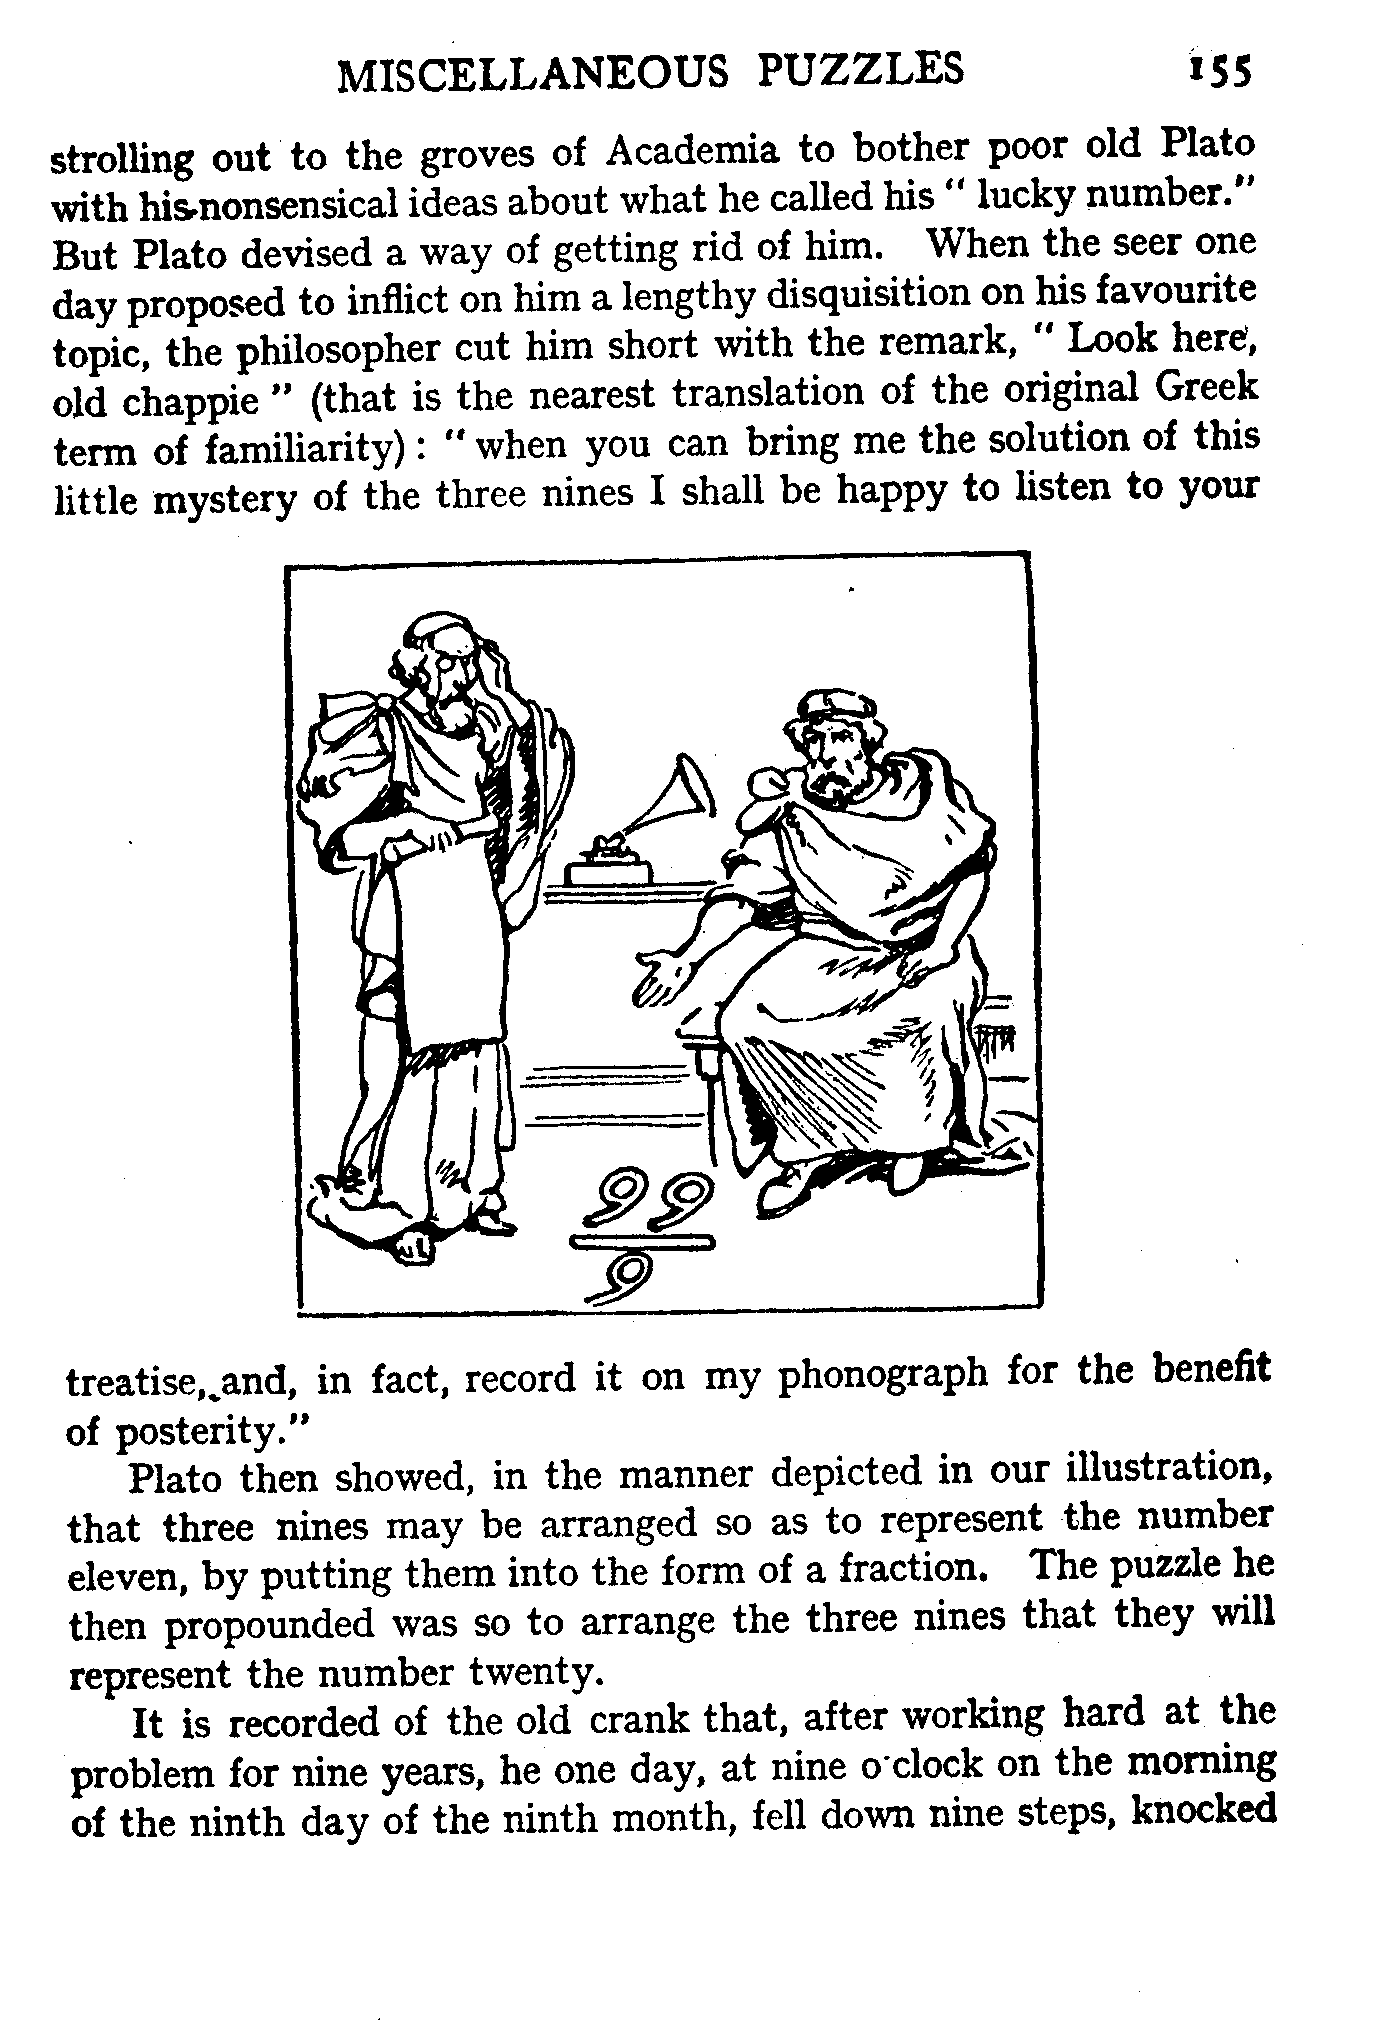 MISCELLANEOUS PUZZLES 155
strolling out to the groves of Academia to bother poor old Plato
with his nonsensical ideas about what he called his “ lucky number.”
But Plato devised a way of getting rid of him. When the seer one
day proposed to inflict on him a lengthy disquisition on his favourite
topic, the philosopher cut him short with the remark, “ Look here,
old chappie ” (that is the nearest translation of the original Greek
term of familiarity) : “ when you can bring me the solution of this
little mystery of the three nines I shall be happy to listen to your
99
9
treatise, and, in fact, record it on my phonograph for the benefit
of posterity.”
Plato then showed, in the manner depicted in our illustration,
that three nines may be arranged so as to represent the number
eleven, by putting them into the form of a fraction. The puzzle he
then propounded was so to arrange the three nines that they will
represent the number twenty.
It is recorded of the old crank that, after working hard at the
problem for nine years, he one day, at nine o'clock on the morning
of the ninth day of the ninth month, fell down nine steps, knocked